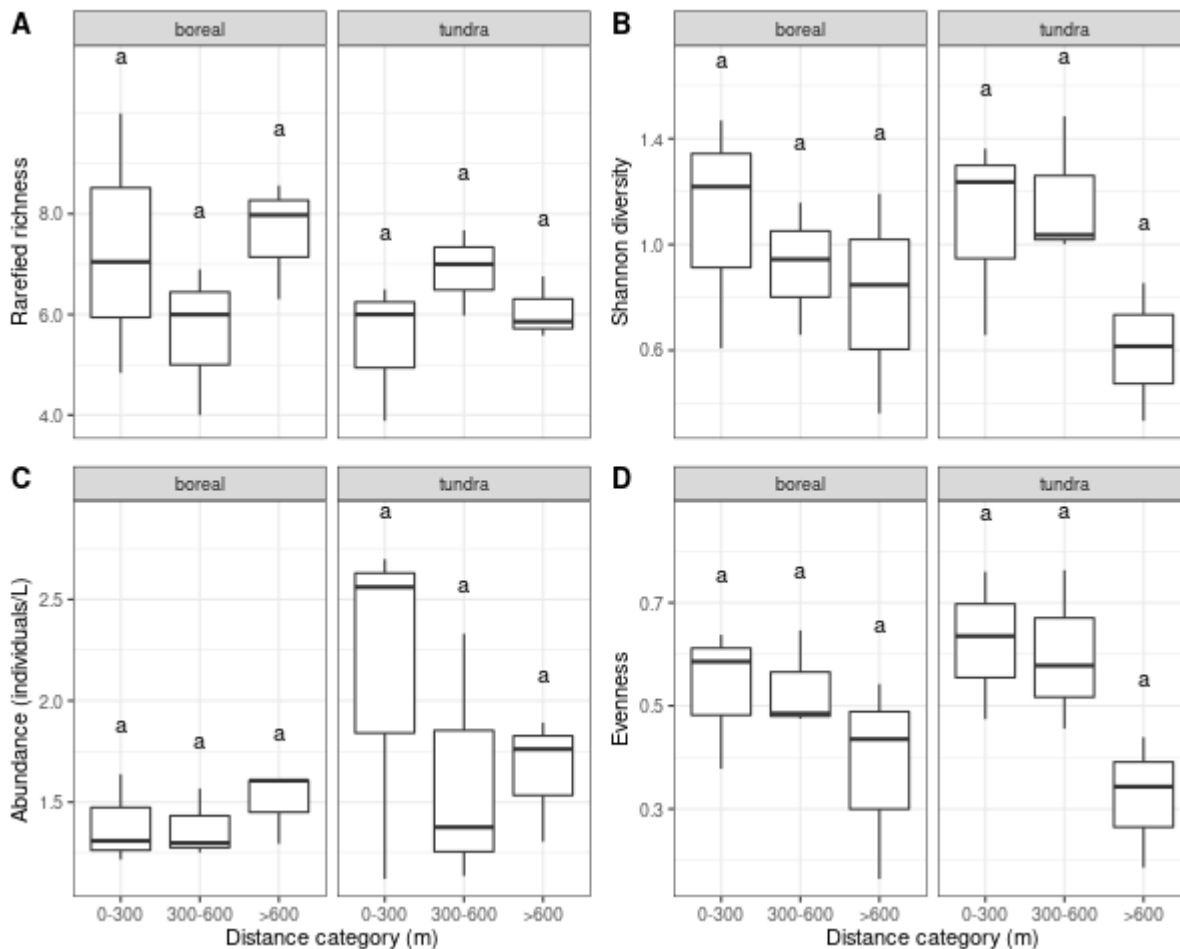 A
boreal
tundra
a
a
a
a
a
a
Rarefied richness
8.0
6.0
4.0
B
boreal
tundra
a
a
a
a
a
a
Shannon diversity
1.4
1.0
0.6
C
boreal
tundra
a
a
a
a
a
a
Abundance (individuals/L)
2.5
2.0
1.5
0-300 300-600 >600 0-300 300-600 >600
Distance category (m)
D
boreal
tundra
a
a
a
a
a
a
Evenness
0.7
0.5
0.3
0-300 300-600 >600 0-300 300-600 >600
Distance category (m)